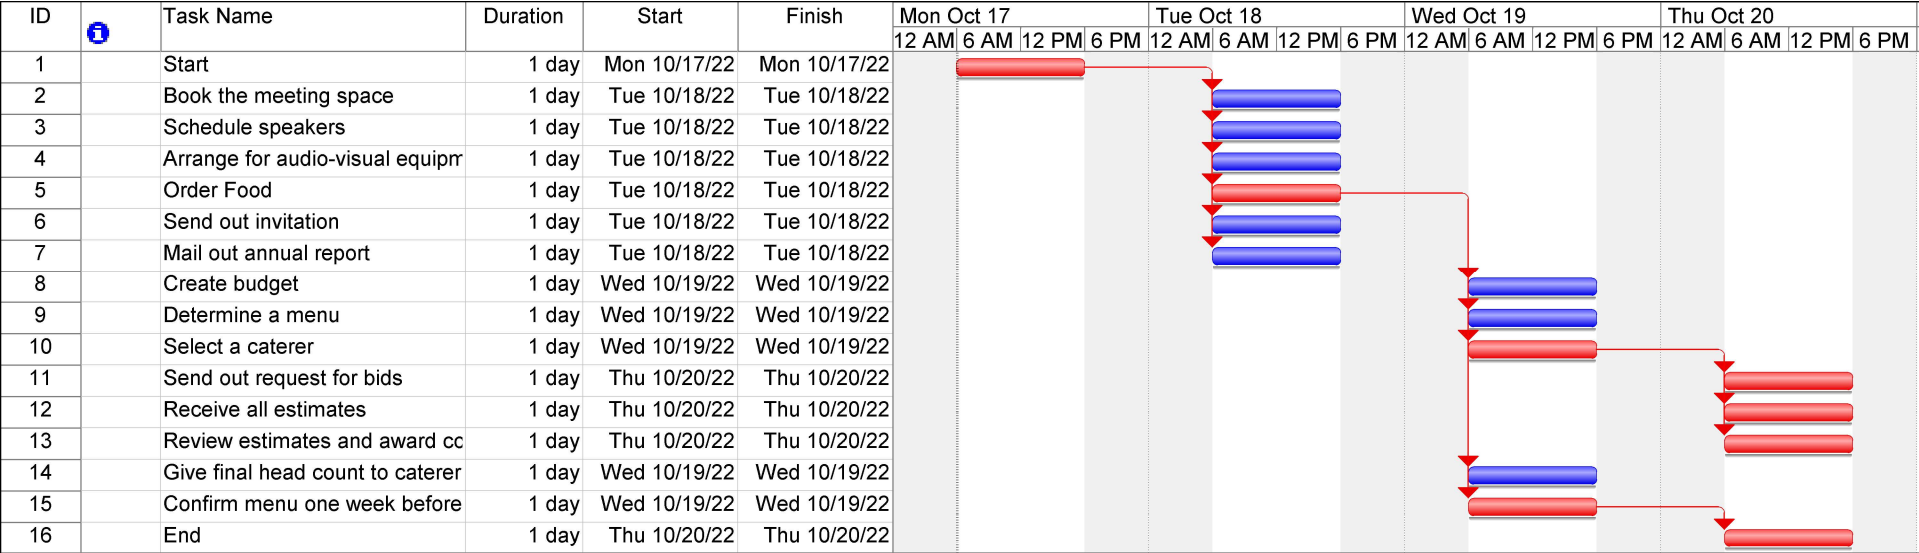 ID Task Name Duration Start Finish Mon Oct 17 Tue Oct 18 Wed Oct 19 Thu Oct 20
12 AM 6 AM 12 PM 6 PM 12 AM 6 AM 12 PM 6 PM 12 AM 6 AM 12 PM 6 PM 12 AM 6 AM 12 PM 6 PM
1 Start 1 day Mon 10/17/22 Mon 10/17/22
2 Book the meeting space 1 day Tue 10/18/22 Tue 10/18/22
3 Schedule speakers 1 day Tue 10/18/22 Tue 10/18/22
4 Arrange for audio-visual equipm 1 day Tue 10/18/22 Tue 10/18/22
5 Order Food 1 day Tue 10/18/22 Tue 10/18/22
6 Send out invitation 1 day Tue 10/18/22 Tue 10/18/22
7 Mail out annual report 1 day Tue 10/18/22 Tue 10/18/22
8 Create budget 1 day Wed 10/19/22 Wed 10/19/22
9 Determine a menu 1 day Wed 10/19/22 Wed 10/19/22
10 Select a caterer 1 day Wed 10/19/22 Wed 10/19/22
11 Send out request for bids 1 day Thu 10/20/22 Thu 10/20/22
12 Receive all estimates 1 day Thu 10/20/22 Thu 10/20/22
13 Review estimates and award co 1 day Thu 10/20/22 Thu 10/20/22
14 Give final head count to caterer 1 day Wed 10/19/22 Wed 10/19/22
15 Confirm menu one week before 1 day Wed 10/19/22 Wed 10/19/22
16 End 1 day Thu 10/20/22 Thu 10/20/22